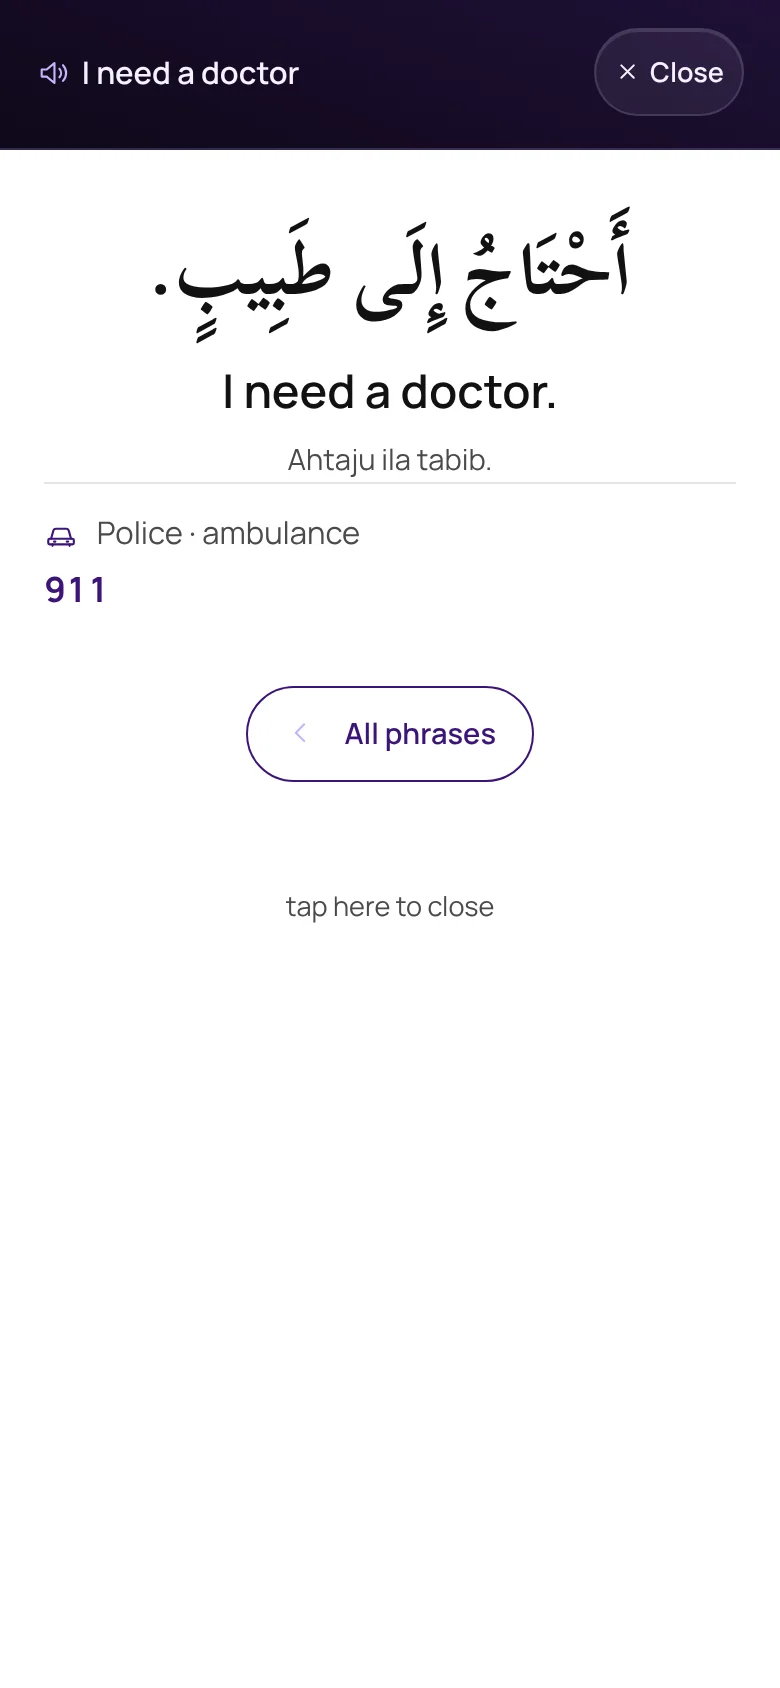 I need a doctor
Close
أَحْتَاجُ إِلَى طَبِيبٍ.
I need a doctor.
Ahtaju ila tabib.
Police · ambulance
911
All phrases
tap here to close